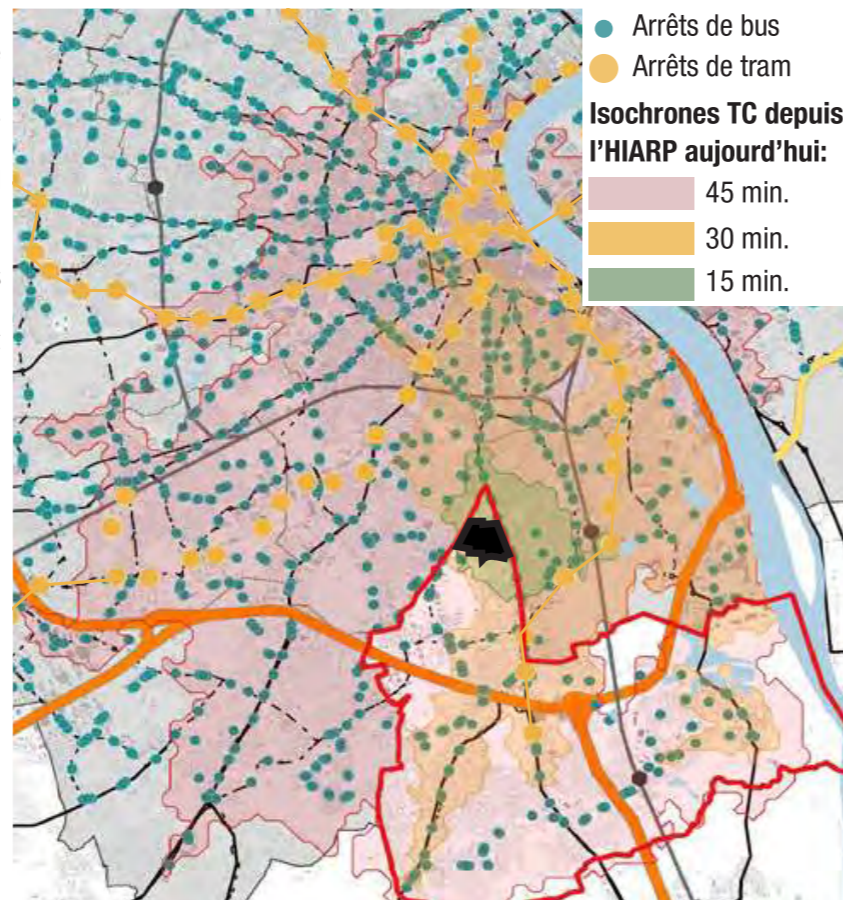 Arrêts de bus
Arrêts de tram
Isochrones TC depuis
l’HIARP aujourd’hui:
45 min.
30 min.
15 min.